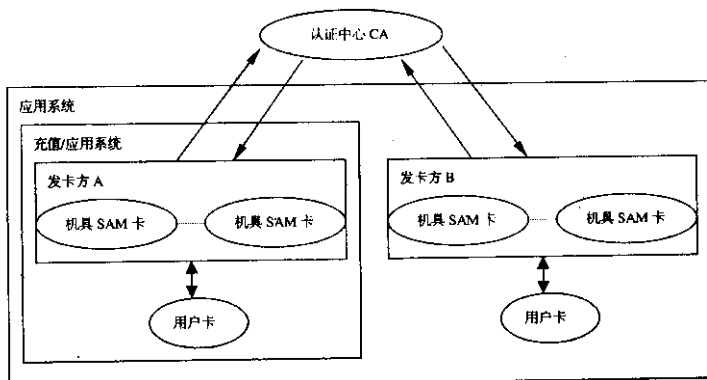 认证中心 CA
应用系统
充值/应用系统
发卡方 A
发卡方 B
机具 SAM 卡
机具 SAM 卡
机具 SAM 卡
机具 SAM 卡
用户卡
用户卡